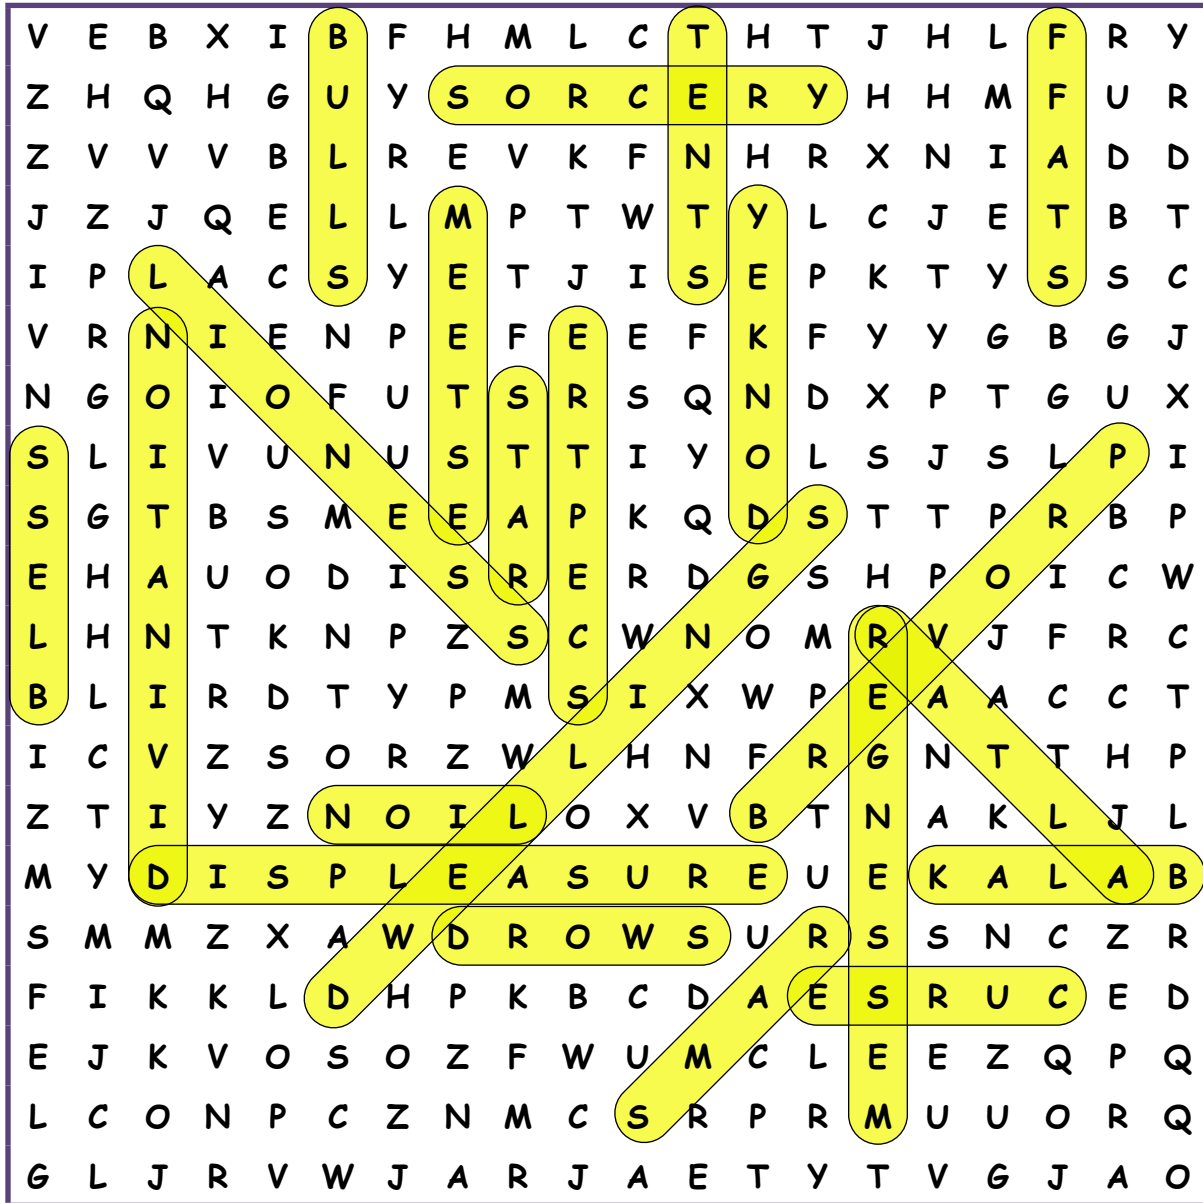 V E B X I B F H M L C T H T J H L F R Y
Z H Q H G U Y S O R C E R Y H H M F U R
Z V V V B L R E V K F N H R X N I A D D
J Z J Q E L L M P T W T Y L C J E T B T
I P L A C S Y E T J I S E P K T Y S S C
V R N I E N P E F E E F K F Y Y G B G J
N G O I O F U T S R S Q N D X P T G U X
S L I V U N U S T T I Y O L S J S L P I
S G T B S M E E A P K Q D S T T P R B P
E H A U O D I S R E R D G S H P O I C W
L H N T K N P Z S C W N O M R V J F R C
B L I R D T Y P M S I X W P E A A C C T
I C V Z S O R Z W L H N F R G N T T H P
Z T I Y Z N O I L O X V B T N A K L J L
M Y D I S P L E A S U R E U E K A L A B
S M M Z X A W D R O W S U R S S N C Z R
F I K K L D H P K B C D A E S R U C E D
E J K V O S O Z F W U M C L E E Z Q P Q
L C O N P C Z N M C S R P R M U U O R Q
G L J R V W J A R J A E T Y T V G J A O